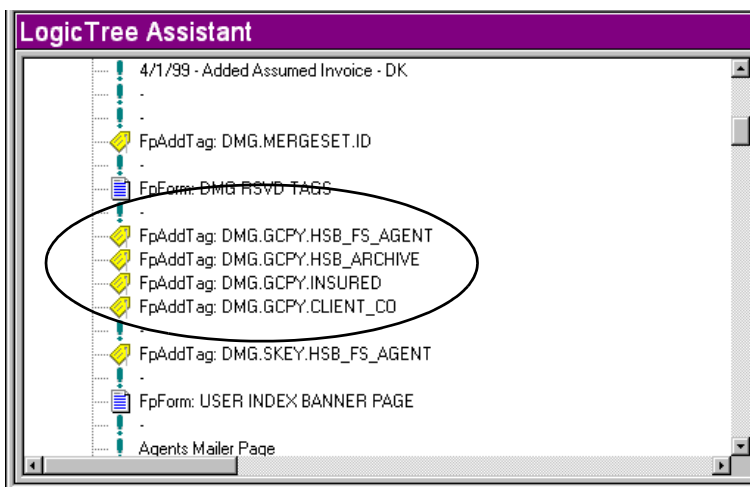 LogicTree Assistant
4/1/99 - Added Assumed Invoice - DK
-
-
FpAddTag: DMG.MERGESET.ID
-
FpForm: DMG RSVD TAGS
-
FpAddTag: DMG.GCPY.HSB_FS_AGENT
FpAddTag: DMG.GCPY.HSB_ARCHIVE
FpAddTag: DMG.GCPY.INSURED
FpAddTag: DMG.GCPY.CLIENT_CO
-
FpAddTag: DMG.SKEY.HSB_FS_AGENT
-
FpForm: USER INDEX BANNER PAGE
-
Agents Mailer Page